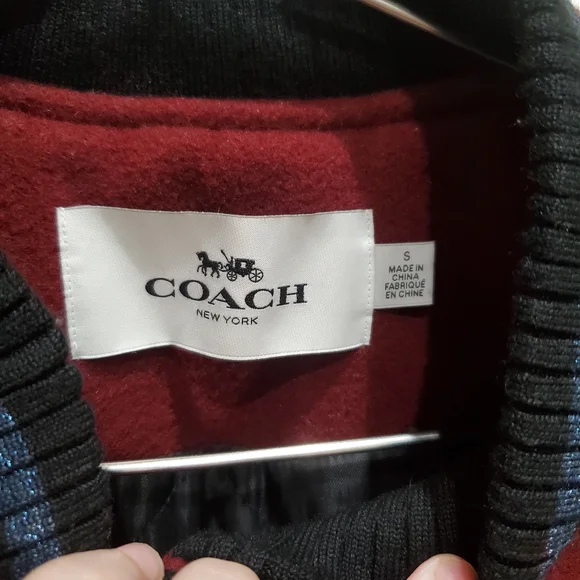 COACH
NEW YORK
S
MADE IN
CHINA
FABRIQUÉ
EN CHINE